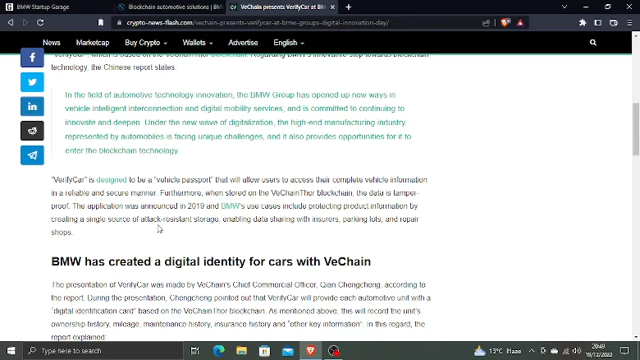 BMW Startup Garage
Blockchain automotive solutions | B
VeChain presents VerifyCar at BM
crypto-news-flash.com/vechain-presents-verifycar-at-bmw-groups-digital-innovation-day/
News Marketcap Buy Crypto Wallets Advertise English
technology, the Chinese report states.
In the field of automotive technology innovation, the BMW Group has opened up new ways in
vehicle intelligent interconnection and digital mobility services, and is committed to continuing to
innovate and deepen. Under the new wave of digitalization, the high-end manufacturing industry
represented by automobiles is facing unique challenges, and it also provides opportunities for it to
enter the blockchain technology.
"VerifyCar" is designed to be a "vehicle passport" that will allow users to access their complete vehicle information
in a reliable and secure manner. Furthermore, when stored on the VeChainThor blockchain, the data is tamper-
proof. The application was announced in 2019 and BMW's use cases include protecting product information by
creating a single source of attack-resistant storage, enabling data sharing with insurers, parking lots, and repair
shops.
BMW has created a digital identity for cars with VeChain
The presentation of VerifyCar was made by VeChain's Chief Commercial Officer, Qian Chengcheng, according to
the report. During the presentation, Chengcheng pointed out that VerifyCar will provide each automotive unit with a
"digital identification card" based on the VeChainThor blockchain. As mentioned above, this will record the unit's
ownership history, mileage, maintenance history, insurance history and "other key information". In this regard, the
report explained:
Type here to search
13°C Haze
20:49
19/12/2022